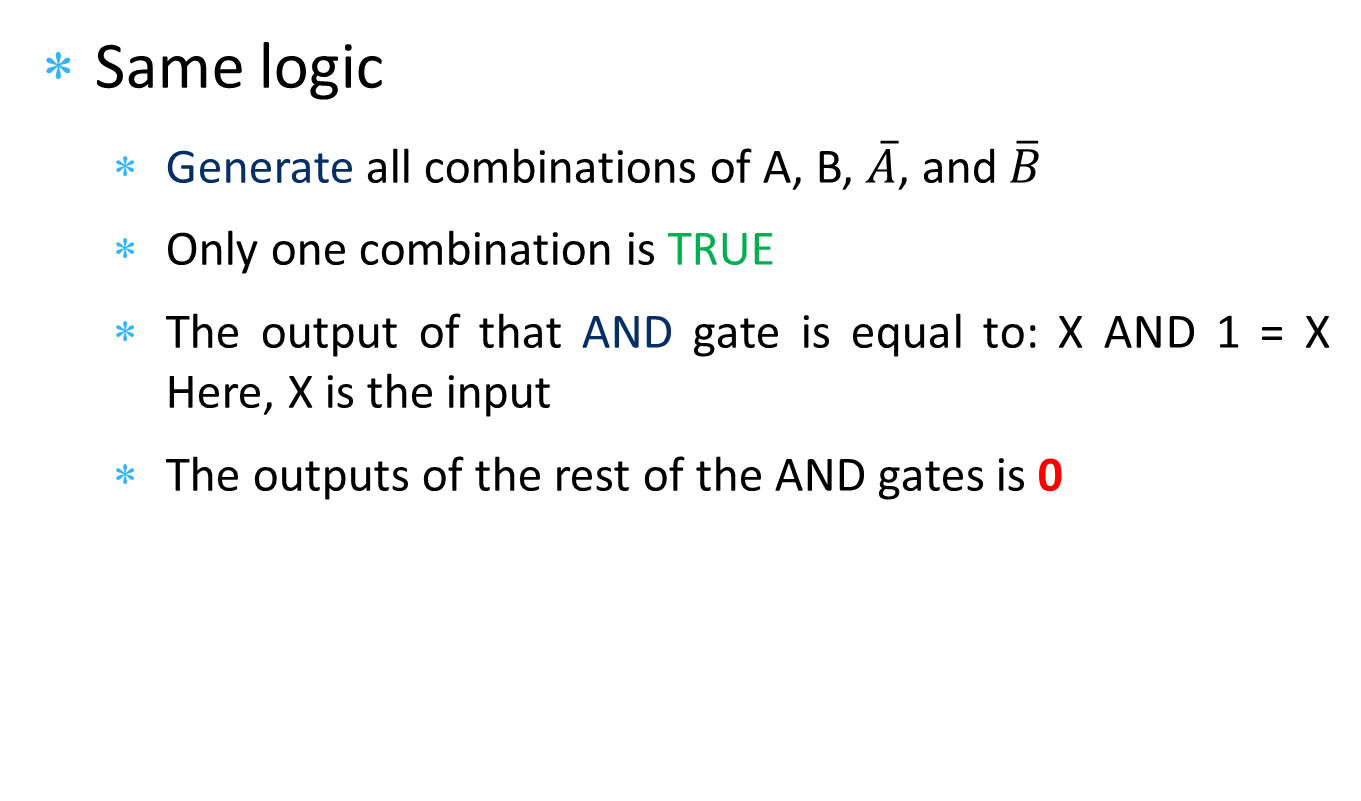 * Same logic
* Generate all combinations of A, B, Ā, and B̄
* Only one combination is TRUE
* The output of that AND gate is equal to: X AND 1 = X
Here, X is the input
* The outputs of the rest of the AND gates is 0